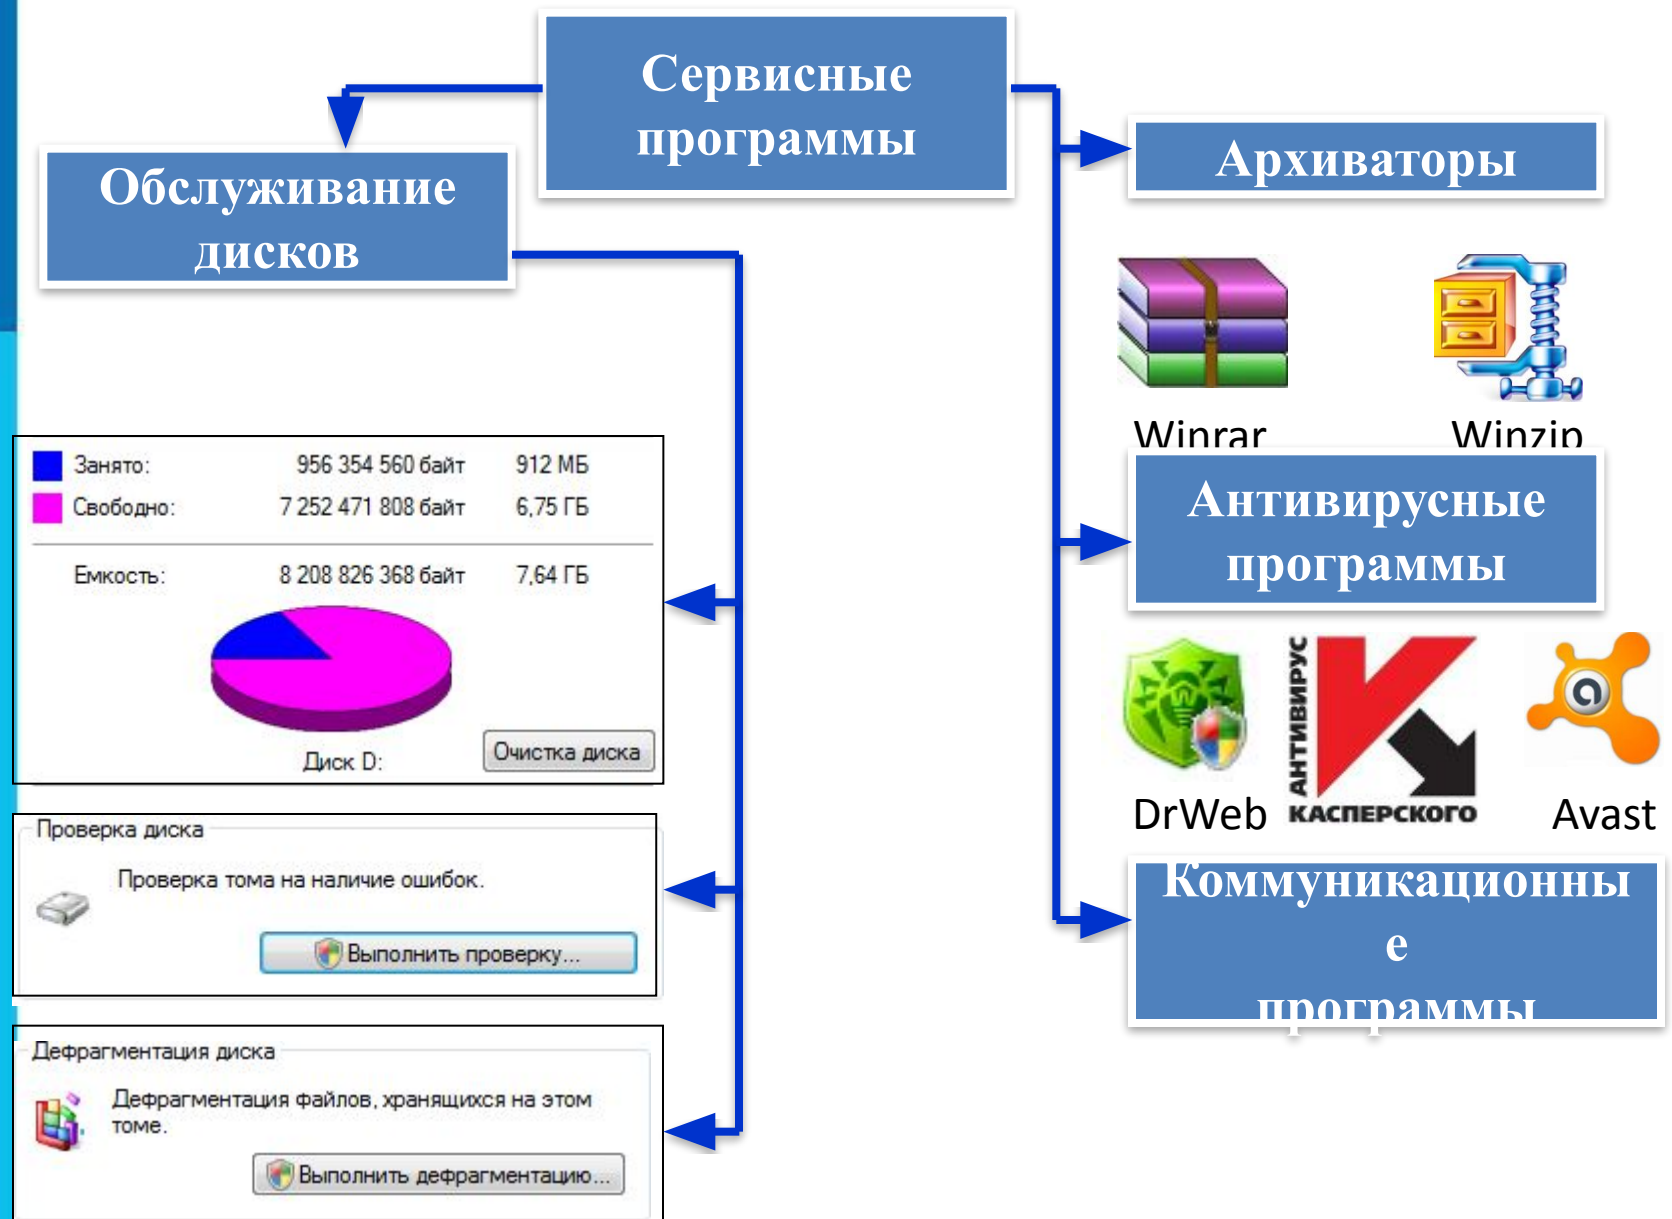 Сервисные
программы
Обслуживание
дисков
Архиваторы
Winrar
Winzip
Занято: 956 354 560 байт 912 МБ
Свободно: 7 252 471 808 байт 6,75 ГБ
Емкость: 8 208 826 368 байт 7,64 ГБ
Диск D:
Очистка диска
Антивирусные
программы
АНТИВИРУС
КАСПЕРСКОГО
DrWeb
Avast
Проверка диска
Проверка тома на наличие ошибок.
Выполнить проверку...
Коммуникационны
е
программы
Дефрагментация диска
Дефрагментация файлов, хранящихся на этом
томе.
Выполнить дефрагментацию...